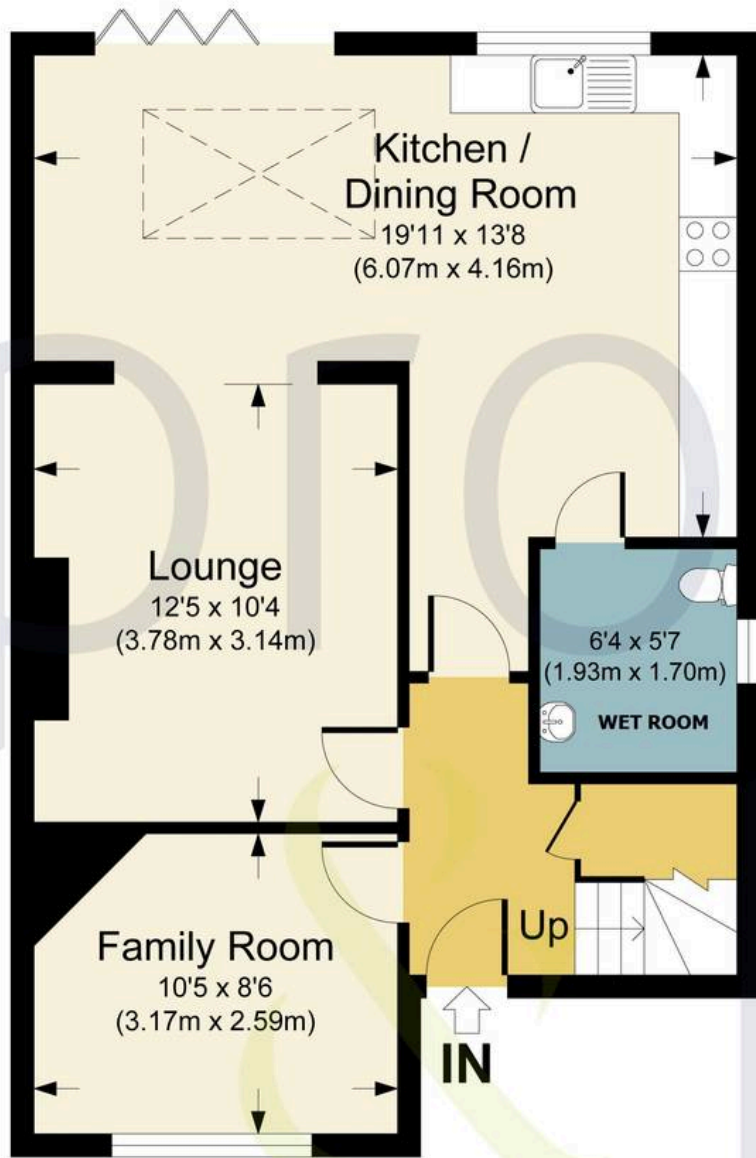 Kitchen /
Dining Room
19'11 x 13'8
(6.07m x 4.16m)
Lounge
12'5 x 10'4
(3.78m x 3.14m)
6'4 x 5'7
(1.93m x 1.70m)
WET ROOM
Up
Family Room
10'5 x 8'6
(3.17m x 2.59m)
IN
pro